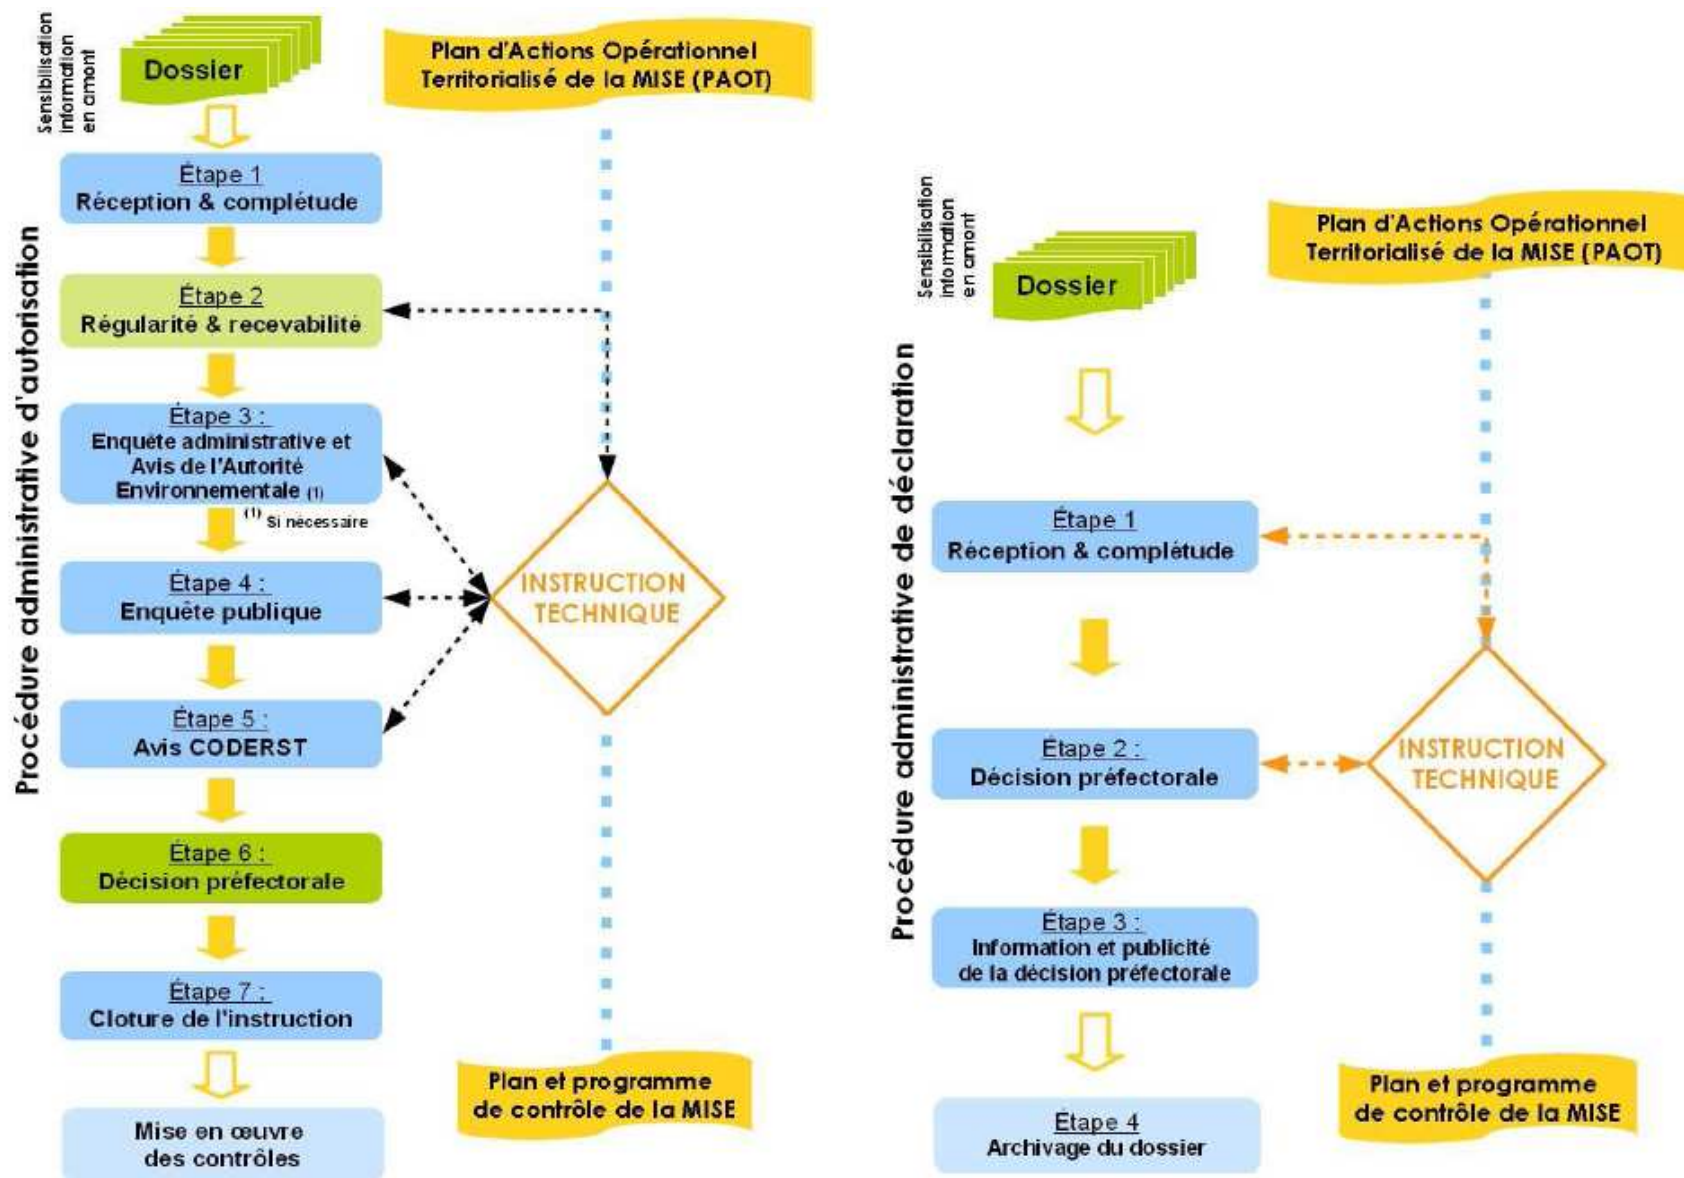 Sensibilisation
information
en amont
Dossier
Plan d'Actions Opérationnel
Territorialisé de la MISE (PAOT)
Procédure administrative d'autorisation
Étape 1
Réception & complétude
Étape 2
Régularité & recevabilité
Étape 3 :
Enquête administrative et
Avis de l'Autorité
Environnementale (1)
(1) Si nécessaire
Étape 4 :
Enquête publique
Étape 5 :
Avis CODERST
Étape 6 :
Décision préfectorale
Étape 7 :
Cloture de l'instruction
Mise en œuvre
des contrôles
INSTRUCTION
TECHNIQUE
Plan et programme
de contrôle de la MISE
Sensibilisation
information
en amont
Dossier
Plan d'Actions Opérationnel
Territorialisé de la MISE (PAOT)
Procédure administrative de déclaration
Étape 1
Réception & complétude
Étape 2 :
Décision préfectorale
Étape 3 :
Information et publicité
de la décision préfectorale
Étape 4
Archivage du dossier
INSTRUCTION
TECHNIQUE
Plan et programme
de contrôle de la MISE